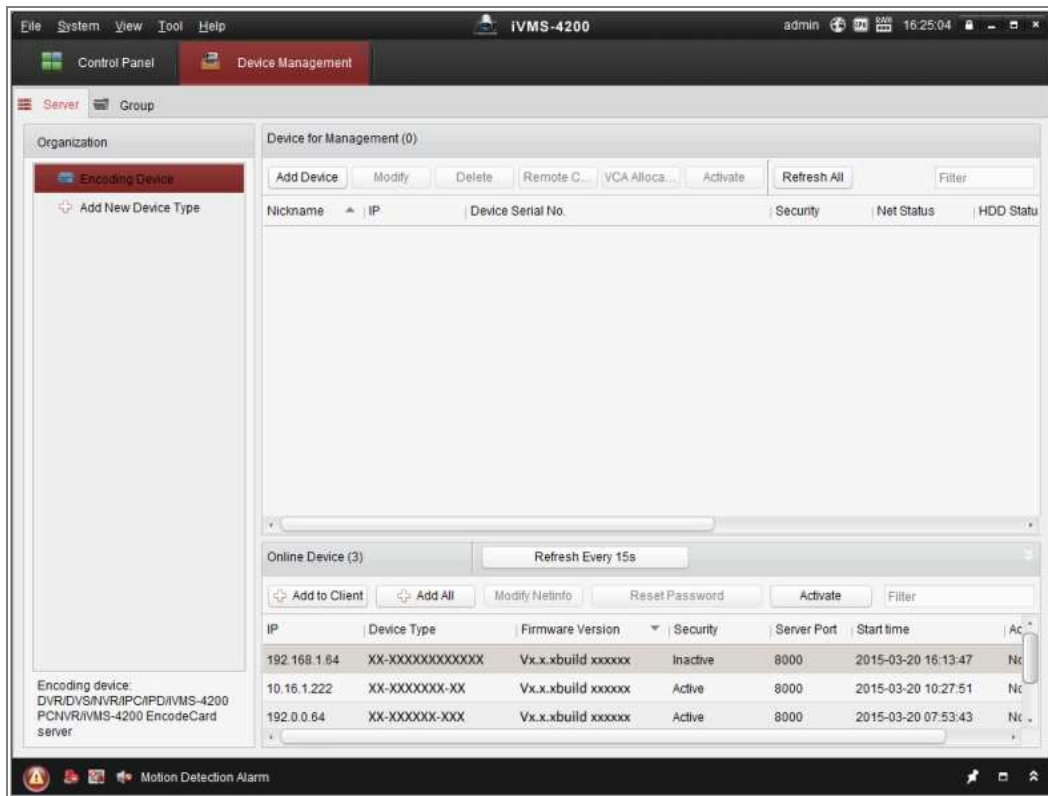 File System View Tool Help iVMS-4200 admin 16:25:04
Control Panel Device Management
Server Group
Organization
Encoding Device
Add New Device Type
Encoding device:
DVR/DVS/NVR/IPC/IPD/iVMS-4200
PCNVR/iVMS-4200 EncodeCard
server
Device for Management (0)
Add Device Modify Delete Remote C... VCA Alloca... Activate Refresh All Filter
Nickname IP Device Serial No. Security Net Status HDD Statu
Online Device (3) Refresh Every 15s
Add to Client Add All Modify Netinfo Reset Password Activate Filter
IP Device Type Firmware Version Security Server Port Start time Ac
192.168.1.64 XX-XXXXXXXXXXXX Vx.x.xbuild xxxxxx Inactive 8000 2015-03-20 16:13:47 No
10.16.1.222 XX-XXXXXXX-XX Vx.x.xbuild xxxxxx Active 8000 2015-03-20 10:27:51 No
192.0.0.64 XX-XXXXXX-XXX Vx.x.xbuild xxxxxx Active 8000 2015-03-20 07:53:43 No
Motion Detection Alarm